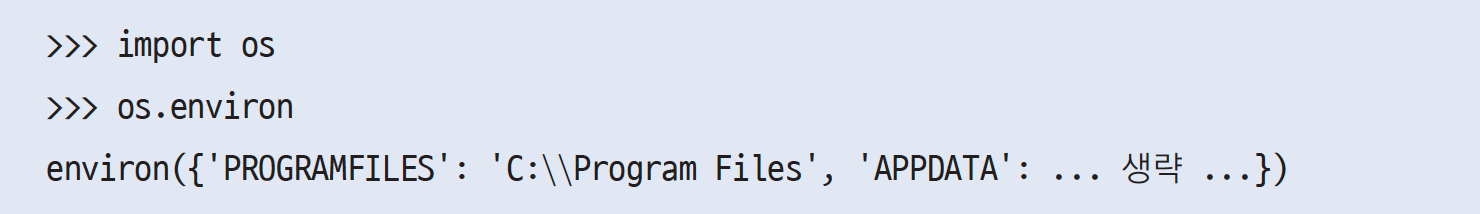 >>> import os
>>> os.environ
environ({'PROGRAMFILES': 'C:\\Program Files', 'APPDATA': ... 생략 ...})